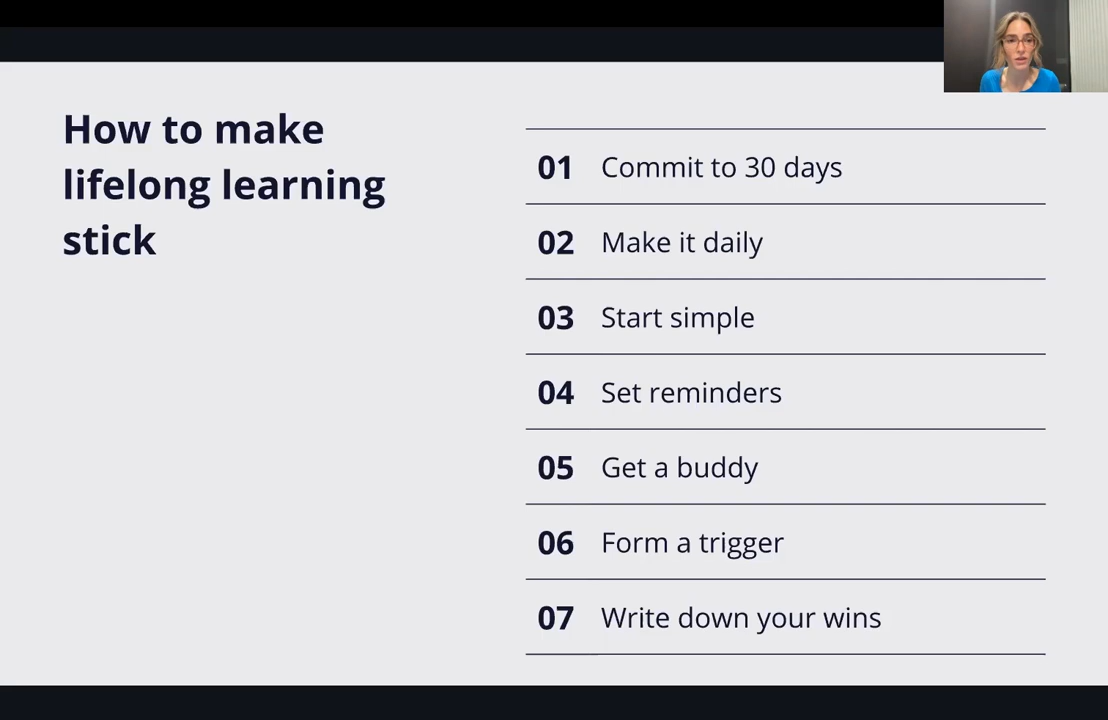 How to make
lifelong learning
stick
01 Commit to 30 days
02 Make it daily
03 Start simple
04 Set reminders
05 Get a buddy
06 Form a trigger
07 Write down your wins